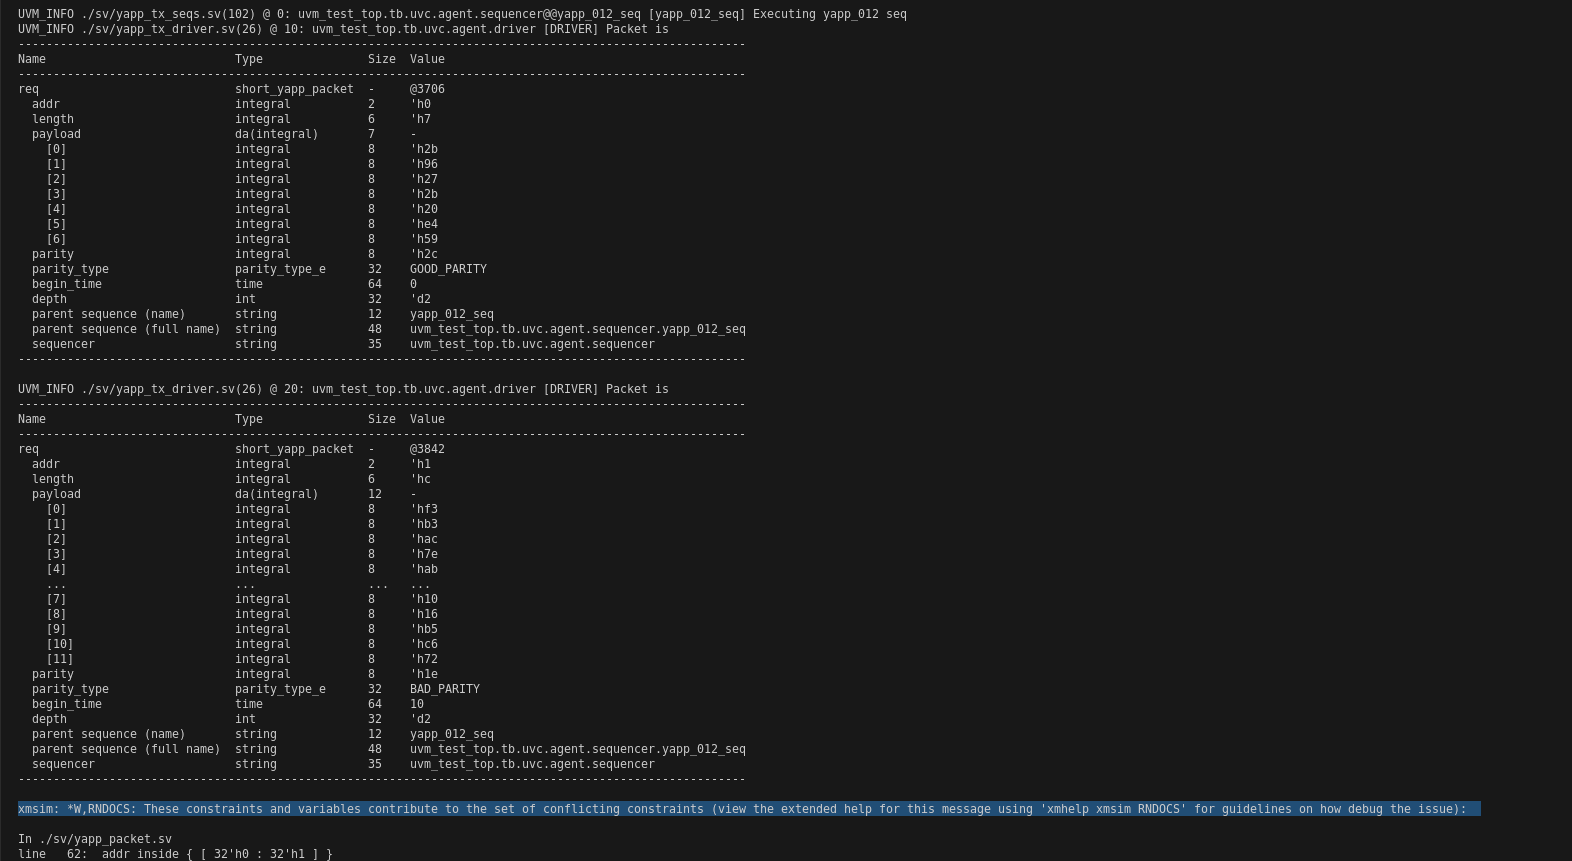 UVM_INFO ./sv/yapp_tx_seqs.sv(102) @ 0: uvm_test_top.tb.uvc.agent.sequencer@@yapp_012_seq [yapp_012_seq] Executing yapp_012 seq
UVM_INFO ./sv/yapp_tx_driver.sv(26) @ 10: uvm_test_top.tb.uvc.agent.driver [DRIVER] Packet is
--------------------------------------------------------------------------------------------------------
Name                           Type               Size  Value
--------------------------------------------------------------------------------------------------------
req                            short_yapp_packet  -     @3706
  addr                         integral           2     'h0
  length                       integral           6     'h7
  payload                      da(integral)       7     -
    [0]                        integral           8     'h2b
    [1]                        integral           8     'h96
    [2]                        integral           8     'h27
    [3]                        integral           8     'h2b
    [4]                        integral           8     'h20
    [5]                        integral           8     'he4
    [6]                        integral           8     'h59
  parity                       integral           8     'h2c
  parity_type                  parity_type_e      32    GOOD_PARITY
  begin_time                   time               64    0
  depth                        int                32    'd2
  parent sequence (name)       string             12    yapp_012_seq
  parent sequence (full name)  string             48    uvm_test_top.tb.uvc.agent.sequencer.yapp_012_seq
  sequencer                    string             35    uvm_test_top.tb.uvc.agent.sequencer
--------------------------------------------------------------------------------------------------------
UVM_INFO ./sv/yapp_tx_driver.sv(26) @ 20: uvm_test_top.tb.uvc.agent.driver [DRIVER] Packet is
--------------------------------------------------------------------------------------------------------
Name                           Type               Size  Value
--------------------------------------------------------------------------------------------------------
req                            short_yapp_packet  -     @3842
  addr                         integral           2     'h1
  length                       integral           6     'hc
  payload                      da(integral)       12    -
    [0]                        integral           8     'hf3
    [1]                        integral           8     'hb3
    [2]                        integral           8     'hac
    [3]                        integral           8     'h7e
    [4]                        integral           8     'hab
    ...                        ...                ...   ...
    [7]                        integral           8     'h10
    [8]                        integral           8     'h16
    [9]                        integral           8     'hb5
    [10]                       integral           8     'hc6
    [11]                       integral           8     'h72
  parity                       integral           8     'h1e
  parity_type                  parity_type_e      32    BAD_PARITY
  begin_time                   time               64    10
  depth                        int                32    'd2
  parent sequence (name)       string             12    yapp_012_seq
  parent sequence (full name)  string             48    uvm_test_top.tb.uvc.agent.sequencer.yapp_012_seq
  sequencer                    string             35    uvm_test_top.tb.uvc.agent.sequencer
--------------------------------------------------------------------------------------------------------
xmsim: *W,RNDOCS: These constraints and variables contribute to the set of conflicting constraints (view the extended help for this message using 'xmhelp xmsim RNDOCS' for guidelines on how debug the issue):
In ./sv/yapp_packet.sv
line   62:  addr inside { [ 32'h0 : 32'h1 ] }